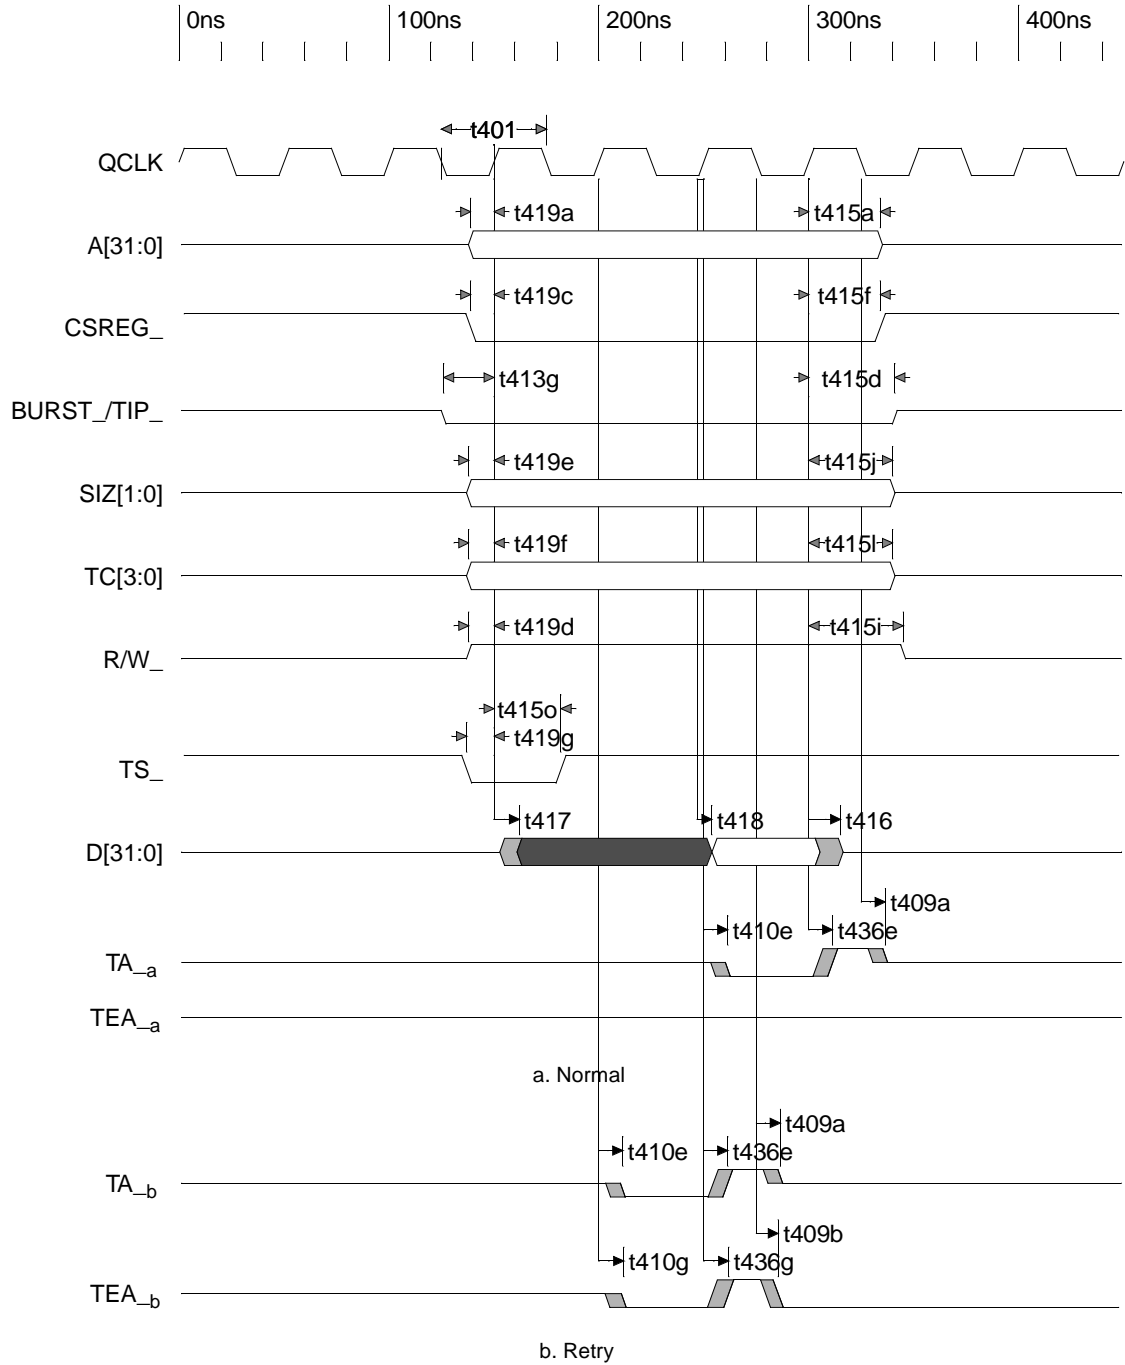 0ns 100ns 200ns 300ns 400ns
t401
QCLK
t419a t415a
A[31:0]
t419c t415f
CSREG_
t413g t415d
BURST_/TIP_
t419e t415j
SIZ[1:0]
t419f t415l
TC[3:0]
t419d t415i
R/W_
t415o
t419g
TS_
t417 t418 t416
D[31:0]
t409a
t410e t436e
TA_a
TEA_a
a. Normal
t409a
t410e t436e
TA_b
t409b
t410g t436g
TEA_b
b. Retry